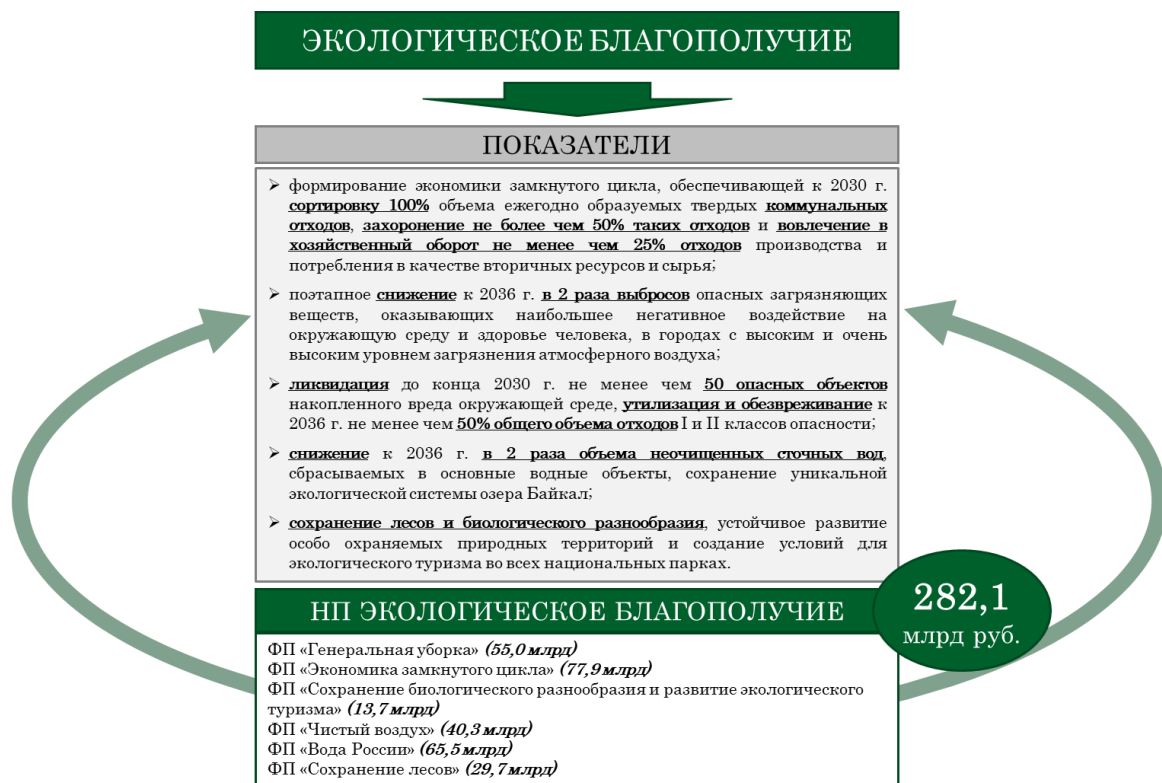 ЭКОЛОГИЧЕСКОЕ БЛАГОПОЛУЧИЕ
ПОКАЗАТЕЛИ
➢ формирование экономики замкнутого цикла, обеспечивающей к 2030 г.
сортировку 100% объема ежегодно образуемых твердых коммунальных
отходов, захоронение не более чем 50% таких отходов и вовлечение в
хозяйственный оборот не менее чем 25% отходов производства и
потребления в качестве вторичных ресурсов и сырья;
➢ поэтапное снижение к 2036 г. в 2 раза выбросов опасных загрязняющих
веществ, оказывающих наибольшее негативное воздействие на
окружающую среду и здоровье человека, в городах с высоким и очень
высоким уровнем загрязнения атмосферного воздуха;
➢ ликвидация до конца 2030 г. не менее чем 50 опасных объектов
накопленного вреда окружающей среде, утилизация и обезвреживание к
2036 г. не менее чем 50% общего объема отходов I и II классов опасности;
➢ снижение к 2036 г. в 2 раза объема неочищенных сточных вод,
сбрасываемых в основные водные объекты, сохранение уникальной
экологической системы озера Байкал;
➢ сохранение лесов и биологического разнообразия, устойчивое развитие
особо охраняемых природных территорий и создание условий для
экологического туризма во всех национальных парках.
НП ЭКОЛОГИЧЕСКОЕ БЛАГОПОЛУЧИЕ
282,1
млрд руб.
ФП «Генеральная уборка» (55,0 млрд)
ФП «Экономика замкнутого цикла» (77,9 млрд)
ФП «Сохранение биологического разнообразия и развитие экологического
туризма» (13,7 млрд)
ФП «Чистый воздух» (40,3 млрд)
ФП «Вода России» (65,5 млрд)
ФП «Сохранение лесов» (29,7 млрд)